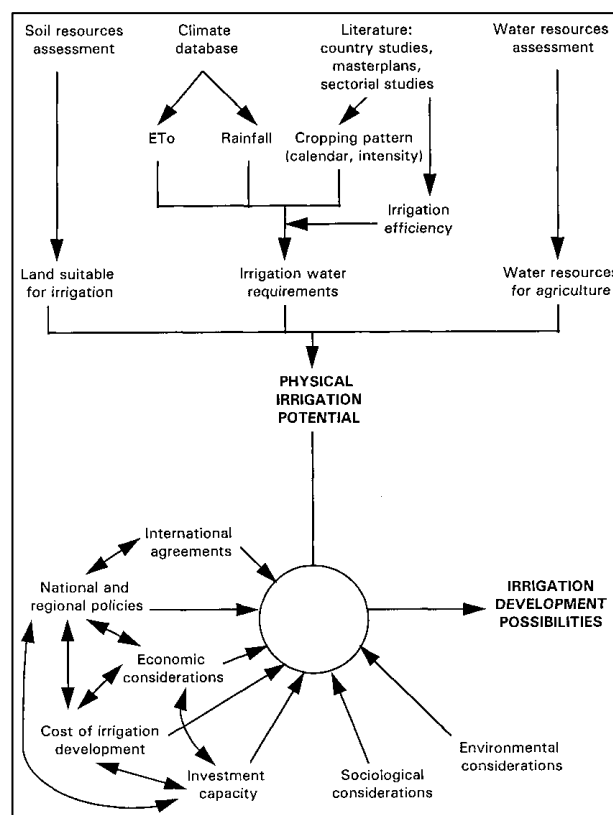 Soil resources
assessment
Climate
database
Literature:
country studies,
masterplans,
sectorial studies
Water resources
assessment
ETo
Rainfall
Cropping pattern
(calendar, intensity)
Irrigation
efficiency
Land suitable
for irrigation
Irrigation water
requirements
Water resources
for agriculture
PHYSICAL
IRRIGATION
POTENTIAL
International
agreements
National and
regional policies
IRRIGATION
DEVELOPMENT
POSSIBILITIES
Economic
considerations
Cost of irrigation
development
Investment
capacity
Sociological
considerations
Environmental
considerations